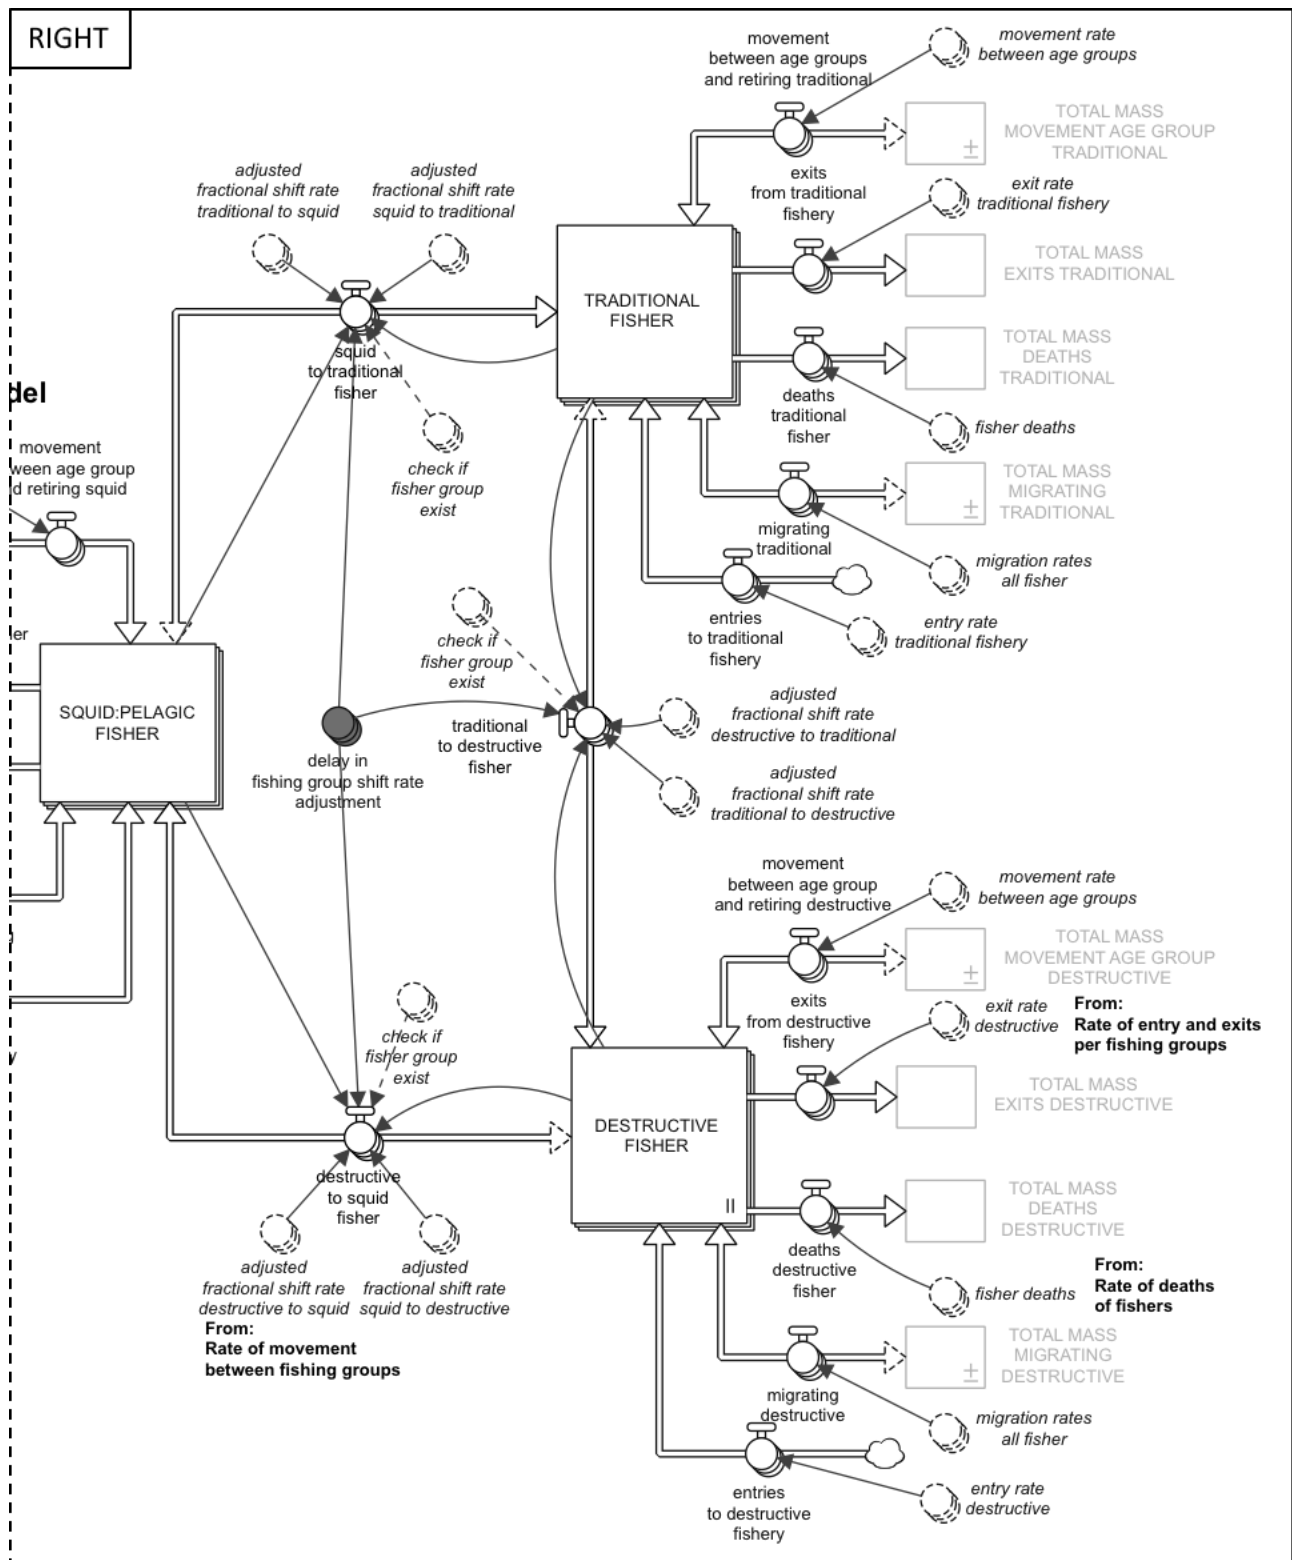 RIGHT
movement
between age groups
and retiring traditional
movement rate
between age groups
TOTAL MASS
MOVEMENT AGE GROUP
TRADITIONAL
±
exits
from traditional
fishery
exit rate
traditional fishery
adjusted
fractional shift rate
traditional to squid
adjusted
fractional shift rate
squid to traditional
TOTAL MASS
EXITS TRADITIONAL
TRADITIONAL
FISHER
squid
to traditional
fisher
TOTAL MASS
DEATHS
TRADITIONAL
deaths
traditional
fisher
fisher deaths
del
movement
ween age group
d retiring squid
check if
fisher group
exist
TOTAL MASS
MIGRATING
TRADITIONAL
±
migrating
traditional
migration rates
all fisher
entries
to traditional
fishery
entry rate
traditional fishery
er
check if
fisher group
exist
SQUID:PELAGIC
FISHER
traditional
to destructive
fisher
adjusted
fractional shift rate
destructive to traditional
delay in
fishing group shift rate
adjustment
adjusted
fractional shift rate
traditional to destructive
movement
between age group
and retiring destructive
movement rate
between age groups
TOTAL MASS
MOVEMENT AGE GROUP
DESTRUCTIVE
±
exits
from destructive
fishery
exit rate
destructive
From:
Rate of entry and exits
per fishing groups
check if
fisher group
exist
y
TOTAL MASS
EXITS DESTRUCTIVE
DESTRUCTIVE
FISHER
II
destructive
to squid
fisher
TOTAL MASS
DEATHS
DESTRUCTIVE
deaths
destructive
fisher
fisher deaths
From:
Rate of deaths
of fishers
adjusted
fractional shift rate
destructive to squid
adjusted
fractional shift rate
squid to destructive
From:
Rate of movement
between fishing groups
TOTAL MASS
MIGRATING
DESTRUCTIVE
±
migrating
destructive
migration rates
all fisher
entries
to destructive
fishery
entry rate
destructive